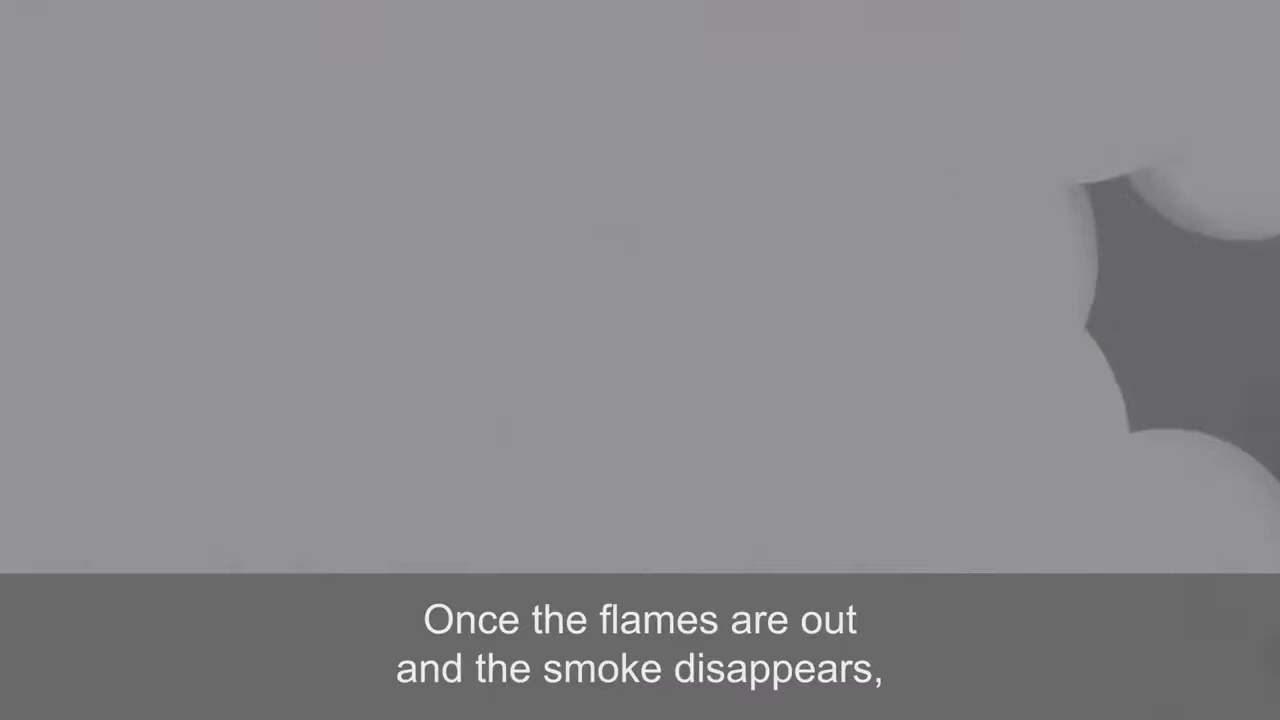 Once the flames are out
and the smoke disappears,